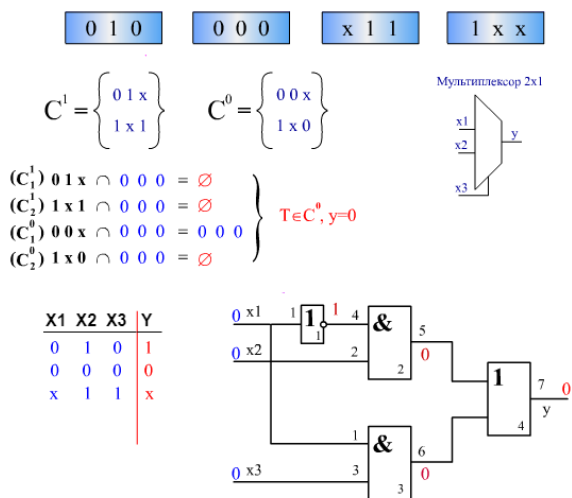 0 1 0
0 0 0
x 1 1
1 x x
C¹ = { 0 1 x
1 x 1 }
C⁰ = { 0 0 x
1 x 0 }
Мультиплексор 2x1
x1
x2
x3
y
(C₁¹) 0 1 x ∩ 0 0 0 = ∅
(C₂¹) 1 x 1 ∩ 0 0 0 = ∅
(C₁⁰) 0 0 x ∩ 0 0 0 = 0 0 0
(C₂⁰) 1 x 0 ∩ 0 0 0 = ∅
T∈C⁰, y=0
X1 X2 X3 Y
0 1 0 1
0 0 0 0
x 1 1 x
0 x1 1 1 1 1 4 & 5
0 x2 2 2 0
1 7 0
4 y
1 & 6
0 x3 3 3 0